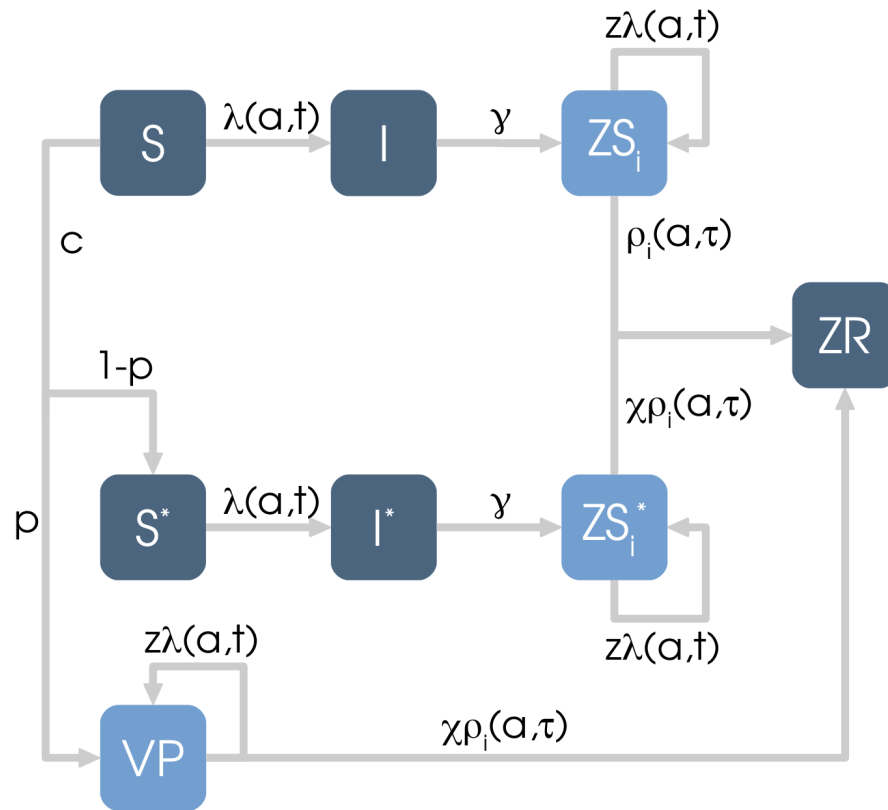 zλ(a,t)
S
λ(a,t)
I
γ
ZSᵢ
c
ρᵢ(a,τ)
ZR
1-p
χρᵢ(a,τ)
p
S*
λ(a,t)
I*
γ
ZSᵢ*
zλ(a,t)
zλ(a,t)
VP
χρᵢ(a,τ)